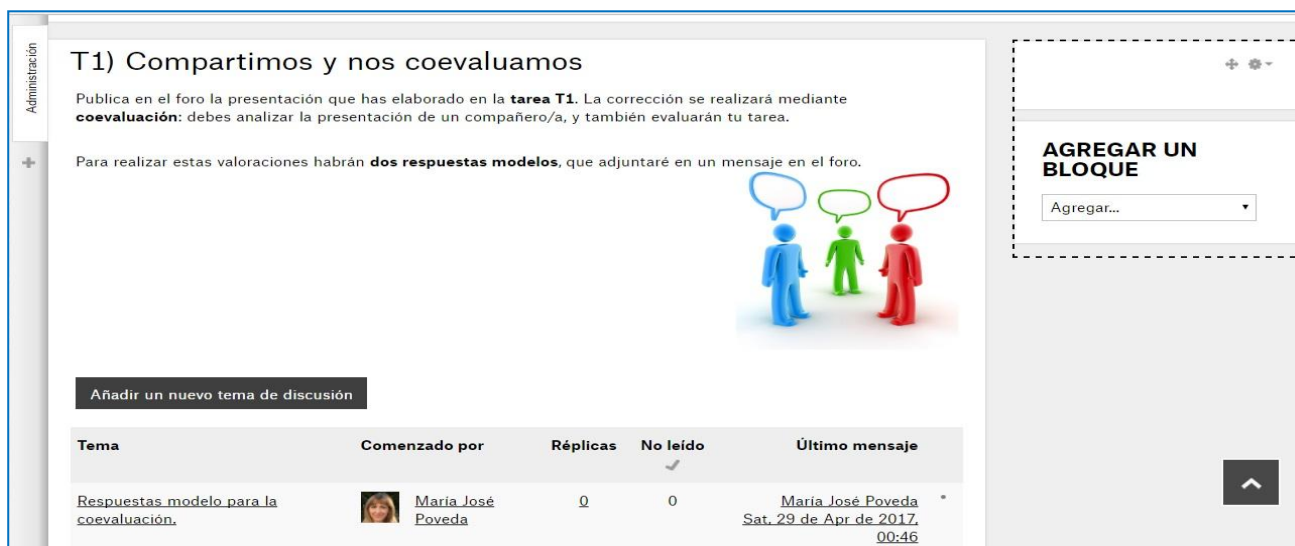 Administración
T1) Compartimos y nos coevaluamos
Publica en el foro la presentación que has elaborado en la tarea T1. La corrección se realizará mediante
coevaluación: debes analizar la presentación de un compañero/a, y también evaluarán tu tarea.
Para realizar estas valoraciones habrán dos respuestas modelos, que adjuntaré en un mensaje en el foro.
Añadir un nuevo tema de discusión
Tema Comenzado por Réplicas No leído Último mensaje
Respuestas modelo para la María José 0 0 María José Poveda
coevaluación. Poveda Sat, 29 de Apr de 2017,
00:46
AGREGAR UN
BLOQUE
Agregar...